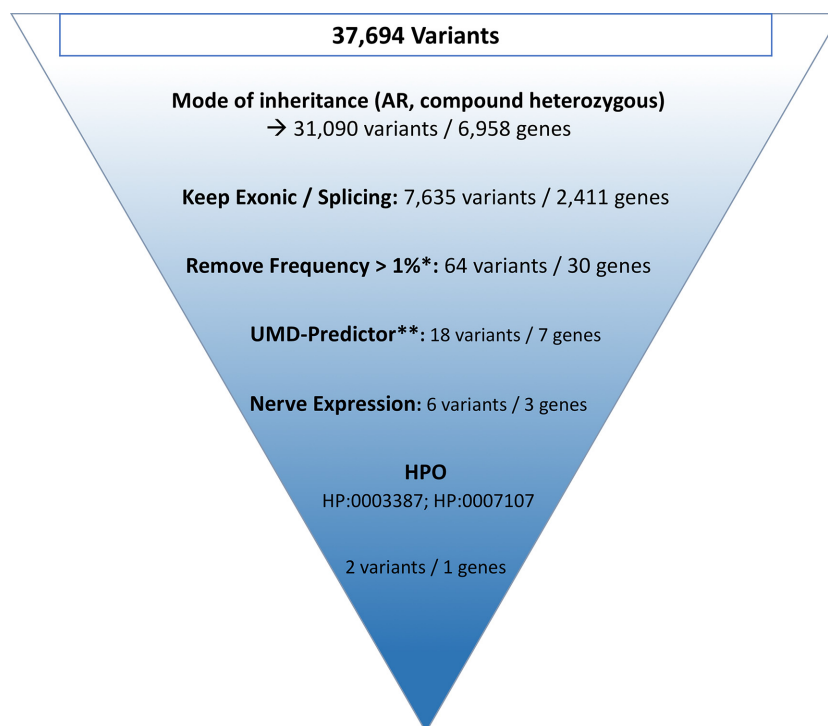 37,694 Variants
Mode of inheritance (AR, compound heterozygous)
→ 31,090 variants / 6,958 genes
Keep Exonic / Splicing: 7,635 variants / 2,411 genes
Remove Frequency > 1%*: 64 variants / 30 genes
UMD-Predictor**: 18 variants / 7 genes
Nerve Expression: 6 variants / 3 genes
HPO
HP:0003387; HP:0007107
2 variants / 1 genes